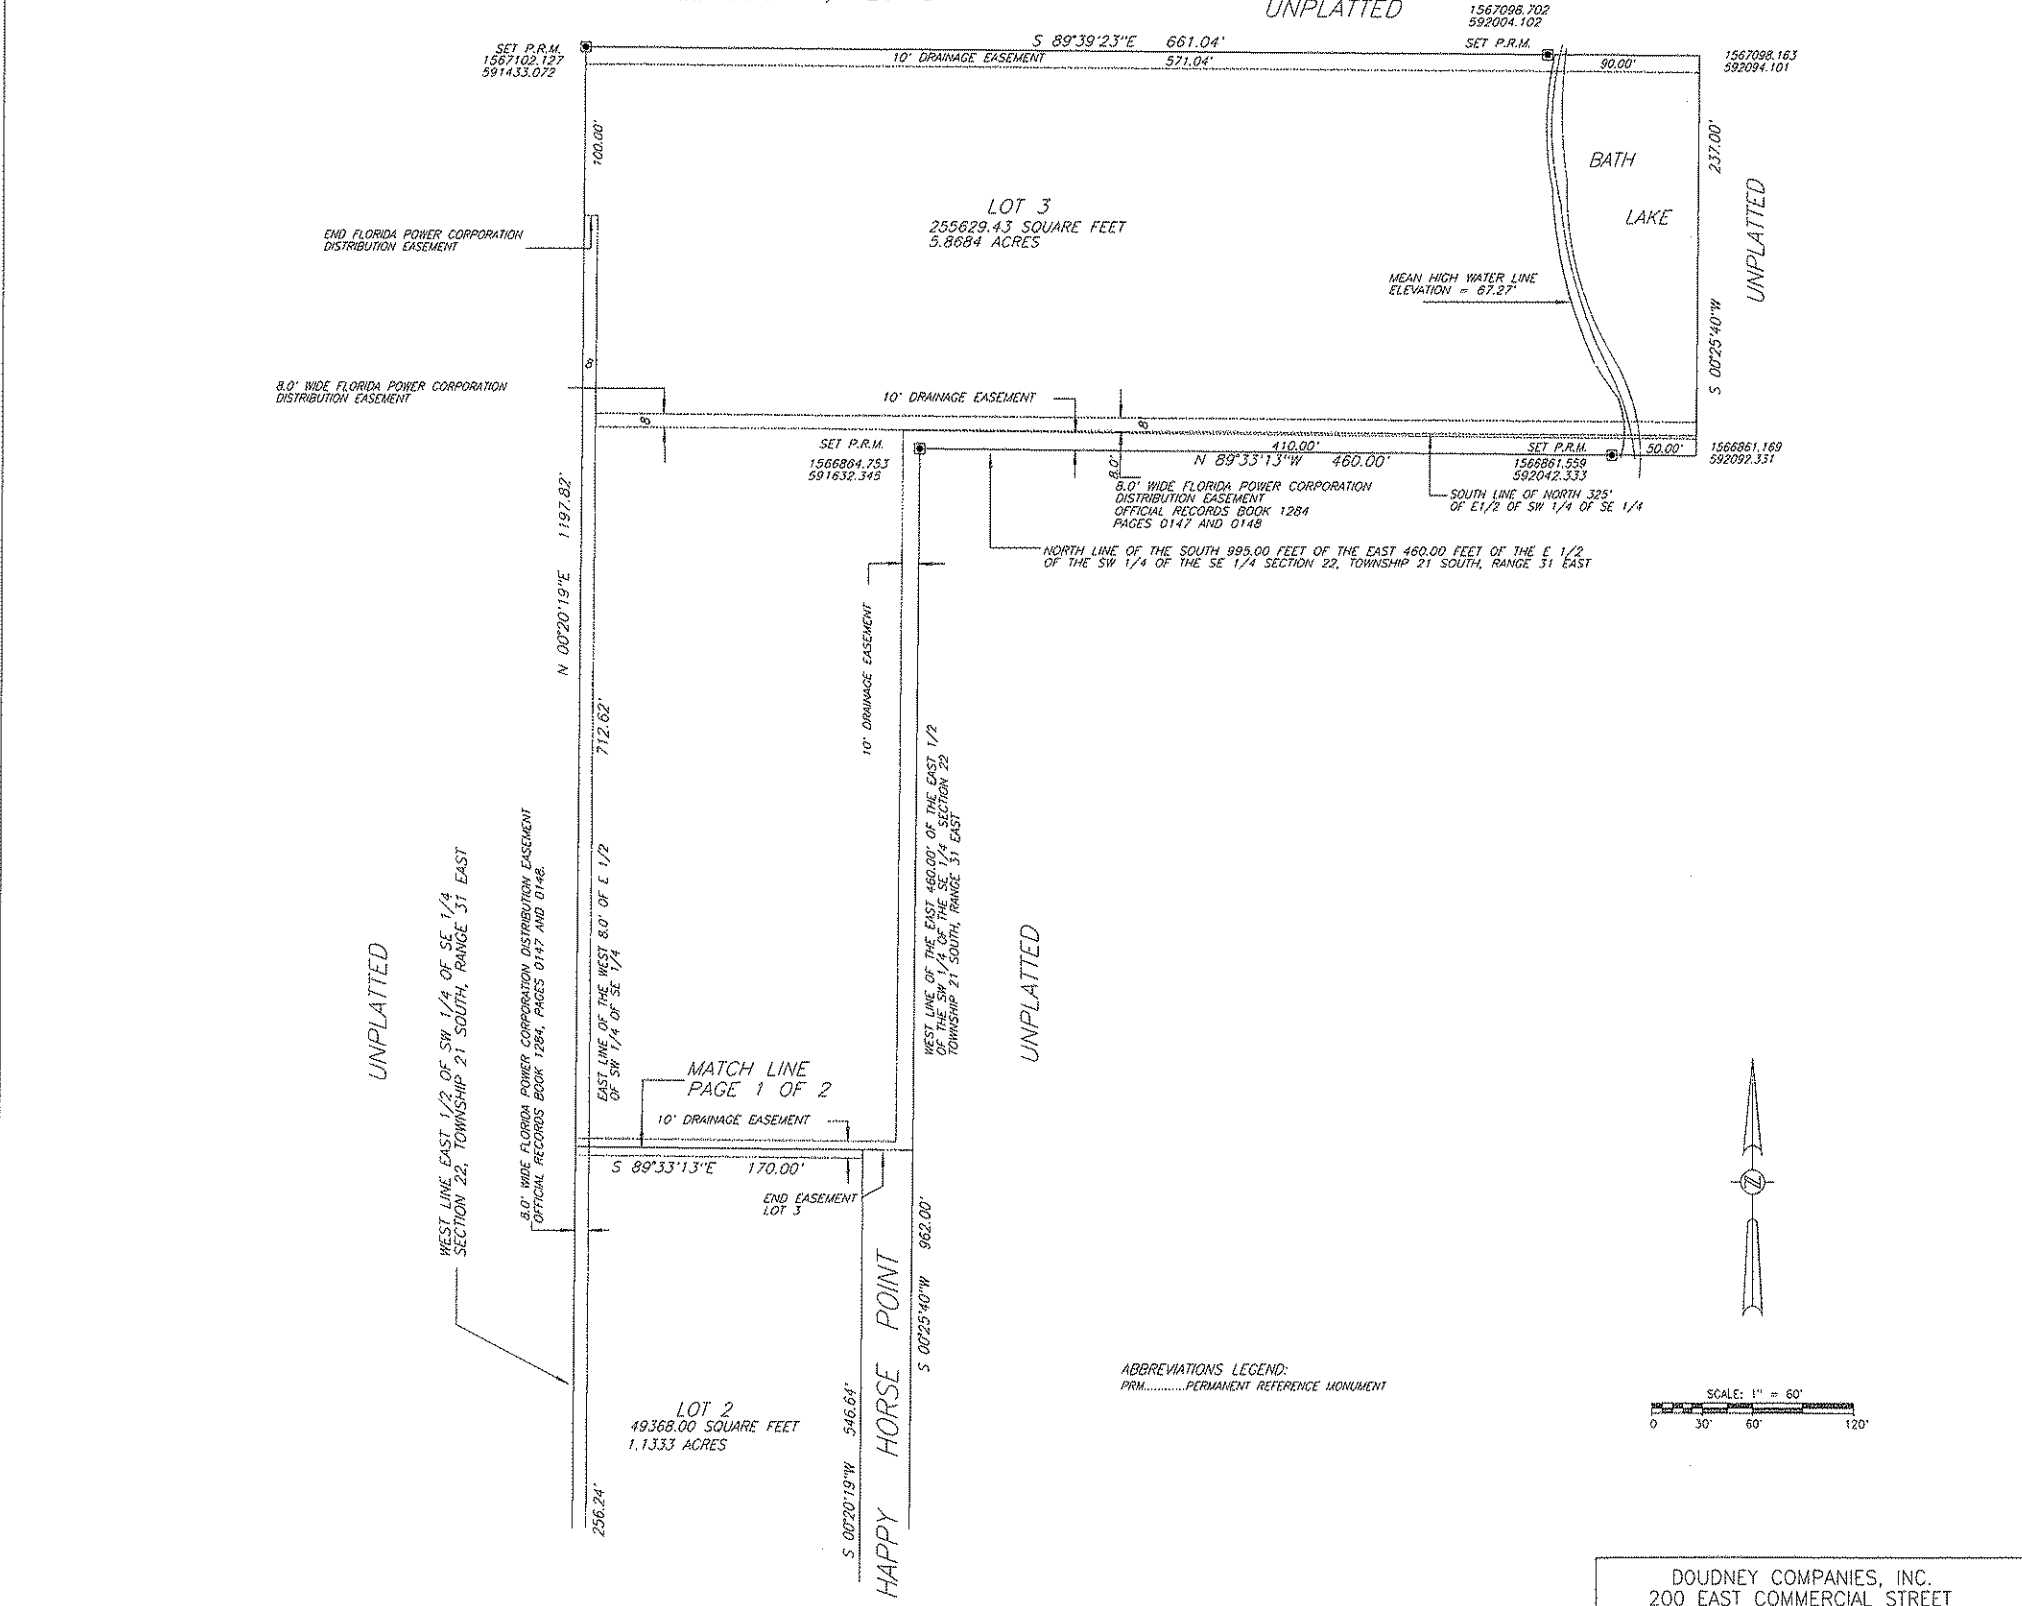 UNPLATTED
1567098.702
592004.102
SET P.R.M.
1567102.127
591433.072
S 89°39'23"E 661.04'
10' DRAINAGE EASEMENT
571.04'
SET P.R.M.
90.00'
1567098.163
592094.101
100.00'
BATH
LAKE
237.00'
S 00°25'40"W
UNPLATTED
LOT 3
255629.43 SQUARE FEET
5.8684 ACRES
END FLORIDA POWER CORPORATION
DISTRIBUTION EASEMENT
MEAN HIGH WATER LINE
ELEVATION = 67.27'
8'
8.0' WIDE FLORIDA POWER CORPORATION
DISTRIBUTION EASEMENT
8'
10' DRAINAGE EASEMENT
8'
SET P.R.M.
1566864.753
591632.345
410.00'
N 89°33'13"W 460.00'
SET P.R.M.
1566861.559
592042.333
50.00'
1566861.169
592092.331
8.0'
8.0' WIDE FLORIDA POWER CORPORATION
DISTRIBUTION EASEMENT
OFFICIAL RECORDS BOOK 1284
PAGES 0147 AND 0148
SOUTH LINE OF NORTH 325'
OF E1/2 OF SW 1/4 OF SE 1/4
NORTH LINE OF THE SOUTH 995.00 FEET OF THE EAST 460.00 FEET OF THE E 1/2
OF THE SW 1/4 OF THE SE 1/4 SECTION 22, TOWNSHIP 21 SOUTH, RANGE 31 EAST
N 00°20'19"E 1197.82'
712.62'
10' DRAINAGE EASEMENT
WEST LINE OF THE EAST 460.00' OF THE EAST 1/2
OF THE SW 1/4 OF THE SE 1/4 SECTION 22
TOWNSHIP 21 SOUTH, RANGE 31 EAST
UNPLATTED
UNPLATTED
WEST LINE EAST 1/2 OF SW 1/4 OF SE 1/4
SECTION 22, TOWNSHIP 21 SOUTH, RANGE 31 EAST
8.0' WIDE FLORIDA POWER CORPORATION DISTRIBUTION EASEMENT
OFFICIAL RECORDS BOOK 1284, PAGES 0147 AND 0148.
EAST LINE OF THE WEST 8.0' OF E 1/2
OF SW 1/4 OF SE 1/4
MATCH LINE
PAGE 1 OF 2
10' DRAINAGE EASEMENT
S 89°33'13"E 170.00'
END EASEMENT
LOT 3
S 00°25'40"W 962.00'
HAPPY HORSE POINT
S 00°20'19"W 546.64'
LOT 2
49368.00 SQUARE FEET
1.1333 ACRES
256.24'
N
ABBREVIATIONS LEGEND:
PRM...........PERMANENT REFERENCE MONUMENT
SCALE: 1" = 60'
0 30' 60' 120'
DOUDNEY COMPANIES, INC.
200 EAST COMMERCIAL STREET